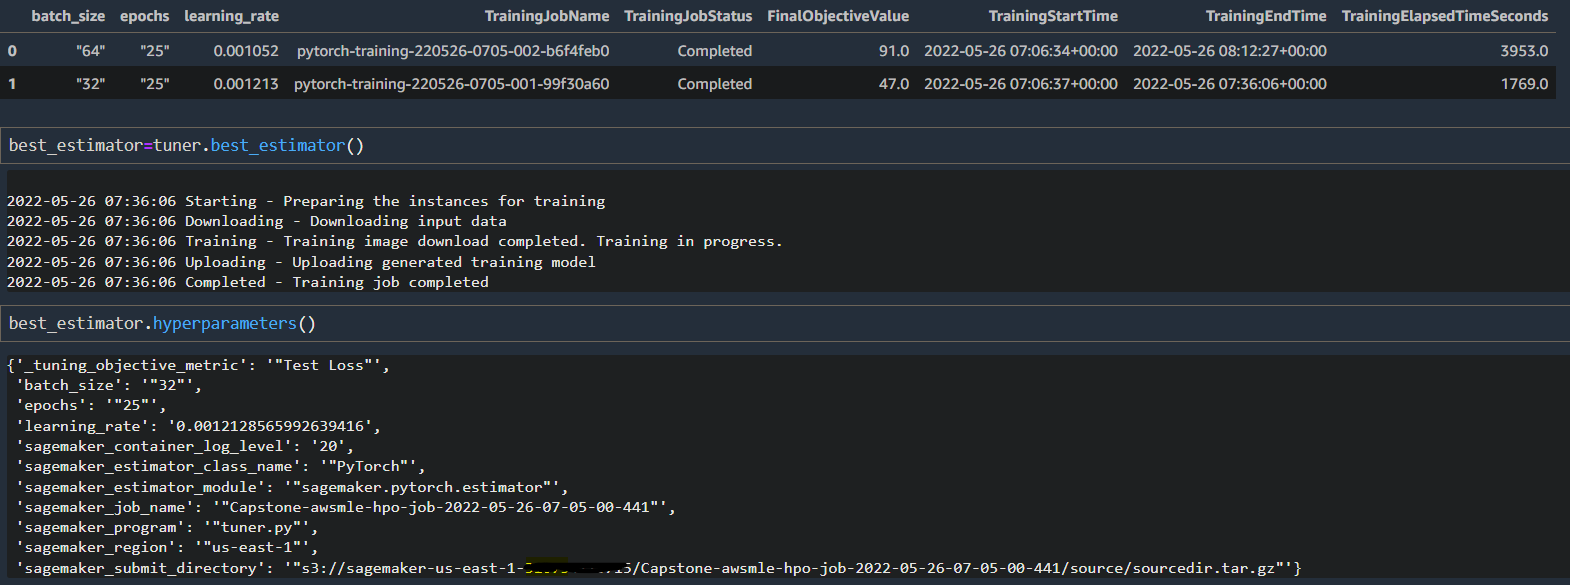 batch_size epochs learning_rate TrainingJobName TrainingJobStatus FinalObjectiveValue TrainingStartTime TrainingEndTime TrainingElapsedTimeSeconds
0 "64" "25" 0.001052 pytorch-training-220526-0705-002-b6f4feb0 Completed 91.0 2022-05-26 07:06:34+00:00 2022-05-26 08:12:27+00:00 3953.0
1 "32" "25" 0.001213 pytorch-training-220526-0705-001-99f30a60 Completed 47.0 2022-05-26 07:06:37+00:00 2022-05-26 07:36:06+00:00 1769.0
best_estimator=tuner.best_estimator()
2022-05-26 07:36:06 Starting - Preparing the instances for training
2022-05-26 07:36:06 Downloading - Downloading input data
2022-05-26 07:36:06 Training - Training image download completed. Training in progress.
2022-05-26 07:36:06 Uploading - Uploading generated training model
2022-05-26 07:36:06 Completed - Training job completed
best_estimator.hyperparameters()
{'_tuning_objective_metric': '"Test Loss"',
'batch_size': '"32"',
'epochs': '"25"',
'learning_rate': '0.0012128565992639416',
'sagemaker_container_log_level': '20',
'sagemaker_estimator_class_name': '"PyTorch"',
'sagemaker_estimator_module': '"sagemaker.pytorch.estimator"',
'sagemaker_job_name': '"Capstone-awsmle-hpo-job-2022-05-26-07-05-00-441"',
'sagemaker_program': '"tuner.py"',
'sagemaker_region': '"us-east-1"',
'sagemaker_submit_directory': '"s3://sagemaker-us-east-1- /Capstone-awsmle-hpo-job-2022-05-26-07-05-00-441/source/sourcedir.tar.gz"'}